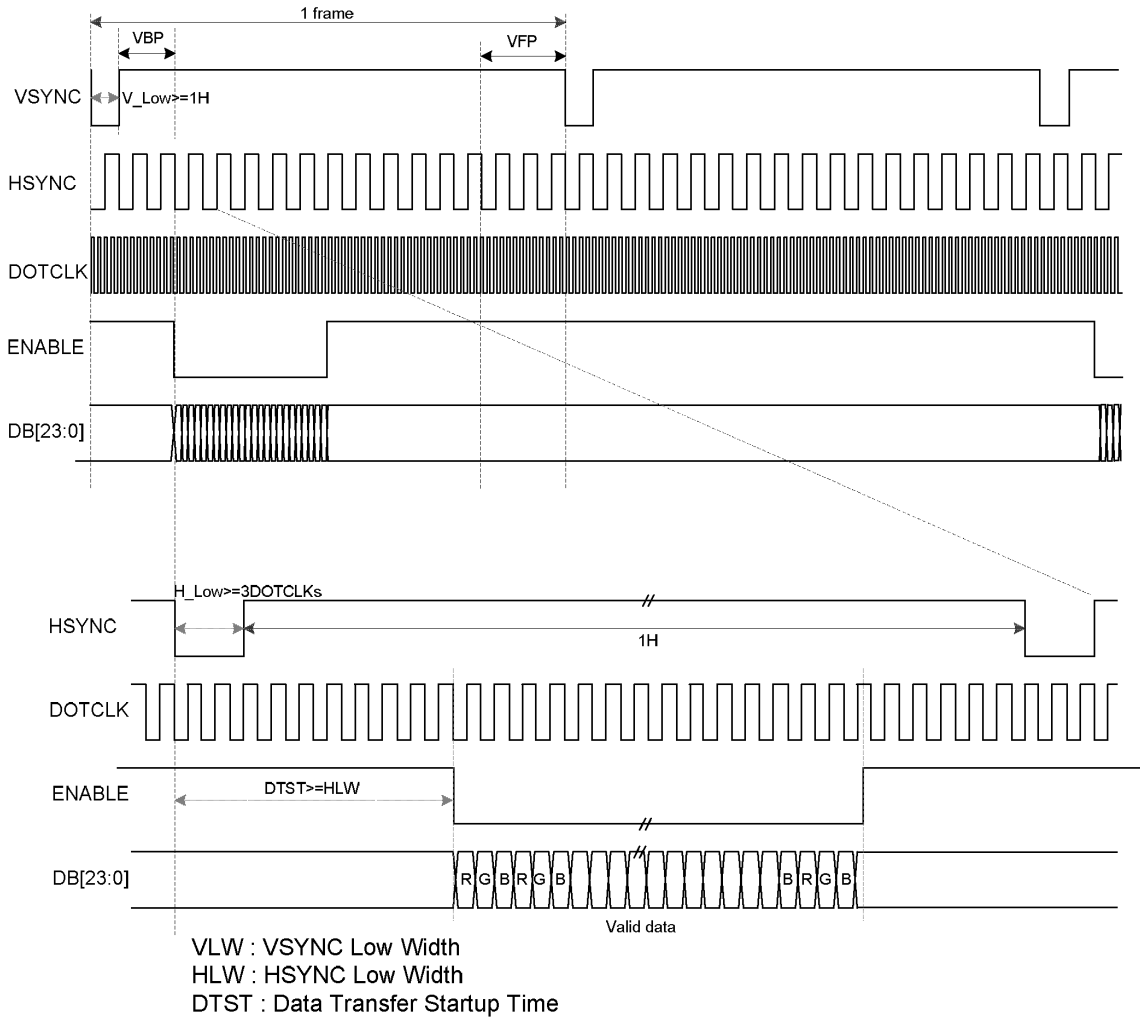 1 frame
VBP
VFP
VSYNC
V_Low>=1H
HSYNC
DOTCLK
ENABLE
DB[23:0]
H_Low>=3DOTCLKs
HSYNC
1H
DOTCLK
ENABLE
DTST>=HLW
DB[23:0]
R G B R G B B R G B
Valid data
VLW : VSYNC Low Width
HLW : HSYNC Low Width
DTST : Data Transfer Startup Time